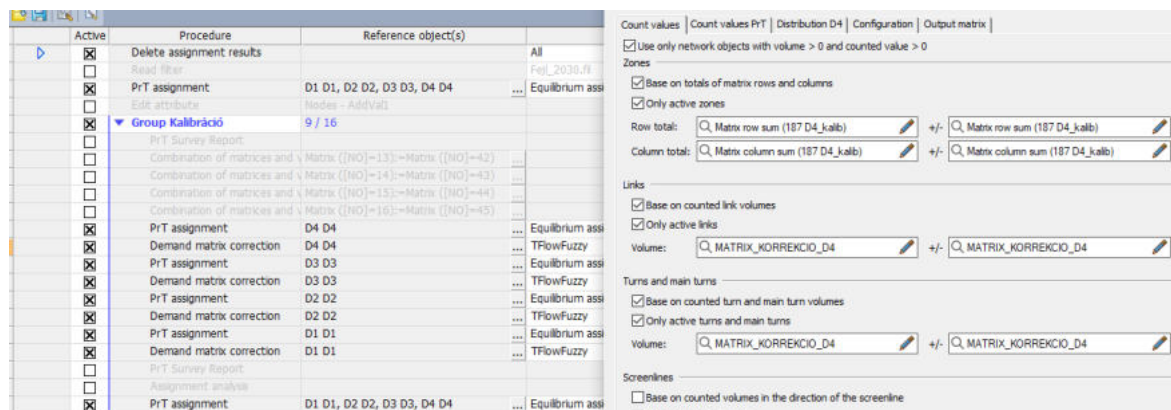 Active Procedure Reference object(s)
Delete assignment results All
Read filter Fejl_2038.fil
PrT assignment D1 D1, D2 D2, D3 D3, D4 D4 ... Equilibrium assi
Edit attribute Nodes - AddVal1
Group Kalibráció 9 / 16
PrT Survey Report
Combination of matrices and v Matrix ([NO]=13):=Matrix ([NO]=42) ...
Combination of matrices and v Matrix ([NO]=14):=Matrix ([NO]=43) ...
Combination of matrices and v Matrix ([NO]=15):=Matrix ([NO]=44) ...
Combination of matrices and v Matrix ([NO]=16):=Matrix ([NO]=45) ...
PrT assignment D4 D4 ... Equilibrium assi
Demand matrix correction D4 D4 ... TFlowFuzzy
PrT assignment D3 D3 ... Equilibrium assi
Demand matrix correction D3 D3 ... TFlowFuzzy
PrT assignment D2 D2 ... Equilibrium assi
Demand matrix correction D2 D2 ... TFlowFuzzy
PrT assignment D1 D1 ... Equilibrium assi
Demand matrix correction D1 D1 ... TFlowFuzzy
PrT Survey Report
Assignment analysis
PrT assignment D1 D1, D2 D2, D3 D3, D4 D4 ... Equilibrium assi
Count values Count values PrT Distribution D4 Configuration Output matrix
Use only network objects with volume > 0 and counted value > 0
Zones
Base on totals of matrix rows and columns
Only active zones
Row total: Matrix row sum (187 D4_kalib) +/- Matrix row sum (187 D4_kalib)
Column total: Matrix column sum (187 D4_kalib) +/- Matrix column sum (187 D4_kalib)
Links
Base on counted link volumes
Only active links
Volume: MATRIX_KORREKCIO_D4 +/- MATRIX_KORREKCIO_D4
Turns and main turns
Base on counted turn and main turn volumes
Only active turns and main turns
Volume: MATRIX_KORREKCIO_D4 +/- MATRIX_KORREKCIO_D4
Screenlines
Base on counted volumes in the direction of the screenline